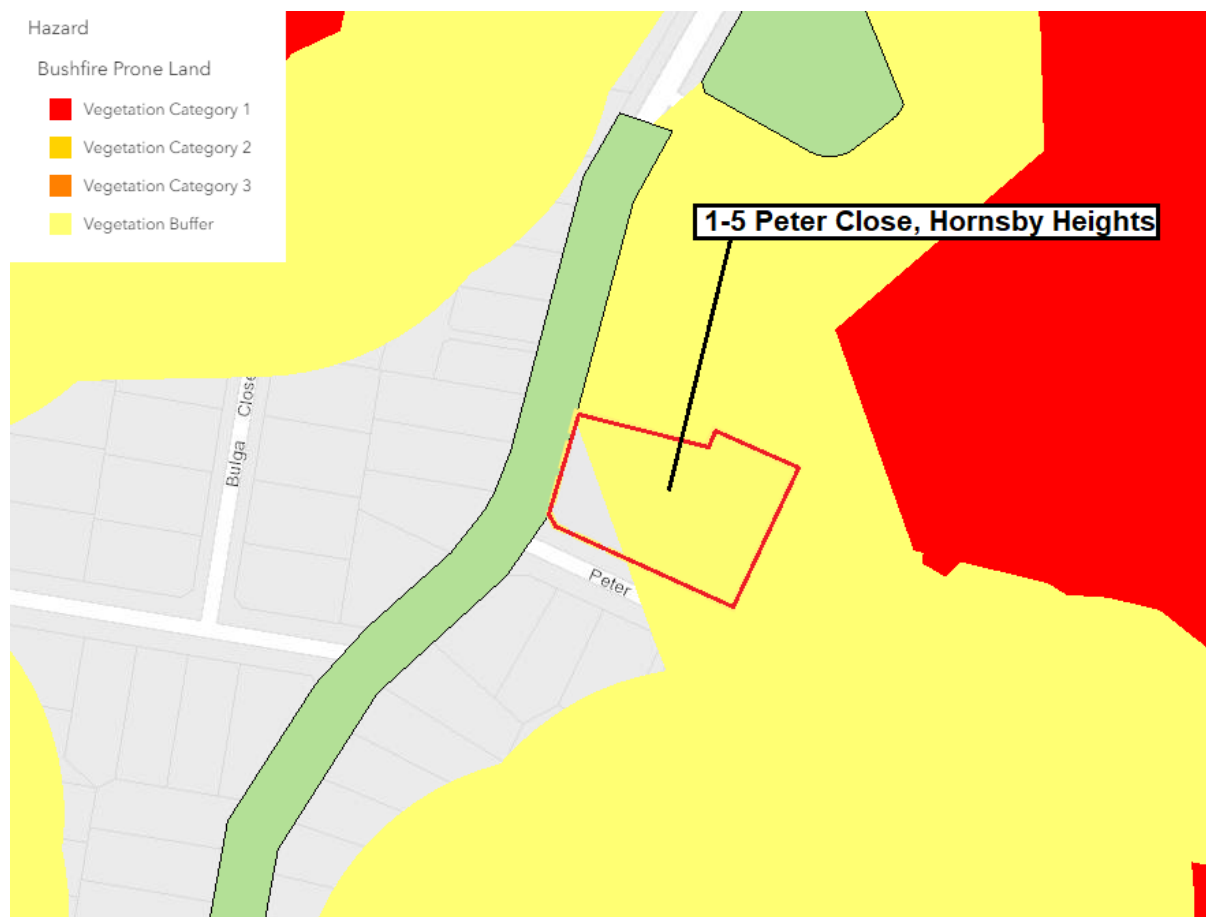 Hazard
Bushfire Prone Land
Vegetation Category 1
Vegetation Category 2
Vegetation Category 3
Vegetation Buffer
1-5 Peter Close, Hornsby Heights
Bulga Close
Peter